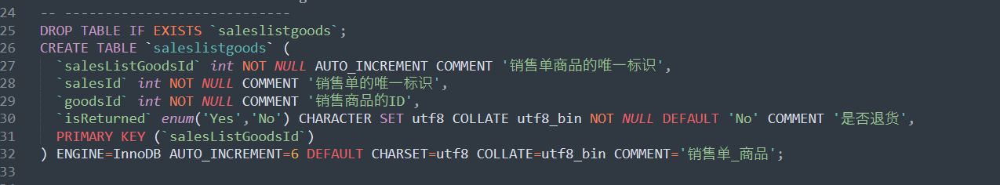 24 -- ----------------------------
25 DROP TABLE IF EXISTS `saleslistgoods`;
26 CREATE TABLE `saleslistgoods` (
27   `salesListGoodsId` int NOT NULL AUTO_INCREMENT COMMENT '销售单商品的唯一标识',
28   `salesId` int NOT NULL COMMENT '销售单的唯一标识',
29   `goodsId` int NOT NULL COMMENT '销售商品的ID',
30   `isReturned` enum('Yes','No') CHARACTER SET utf8 COLLATE utf8_bin NOT NULL DEFAULT 'No' COMMENT '是否退货',
31   PRIMARY KEY (`salesListGoodsId`)
32 ) ENGINE=InnoDB AUTO_INCREMENT=6 DEFAULT CHARSET=utf8 COLLATE=utf8_bin COMMENT='销售单_商品';
33